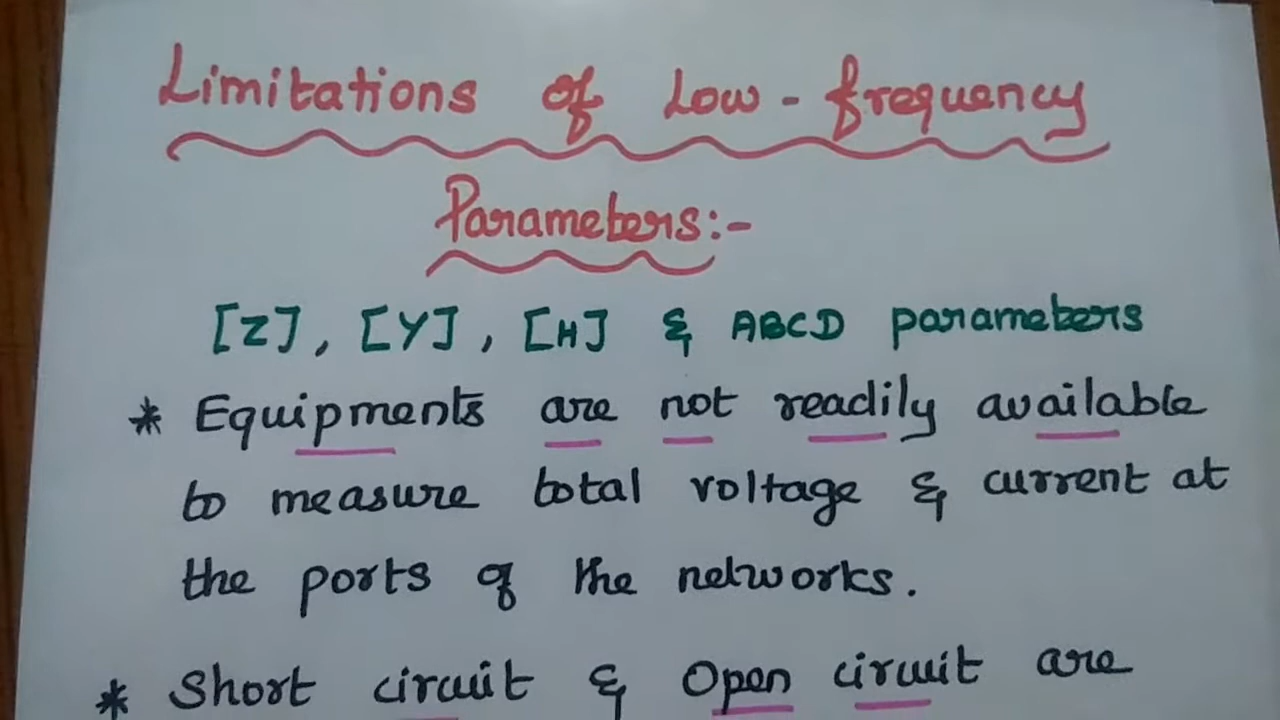 Limitations of Low-frequency
Parameters:-
[Z], [Y], [H] & ABCD parameters
* Equipments are not readily available
to measure total voltage & current at
the ports of the networks.
* Short circuit & Open circuit are